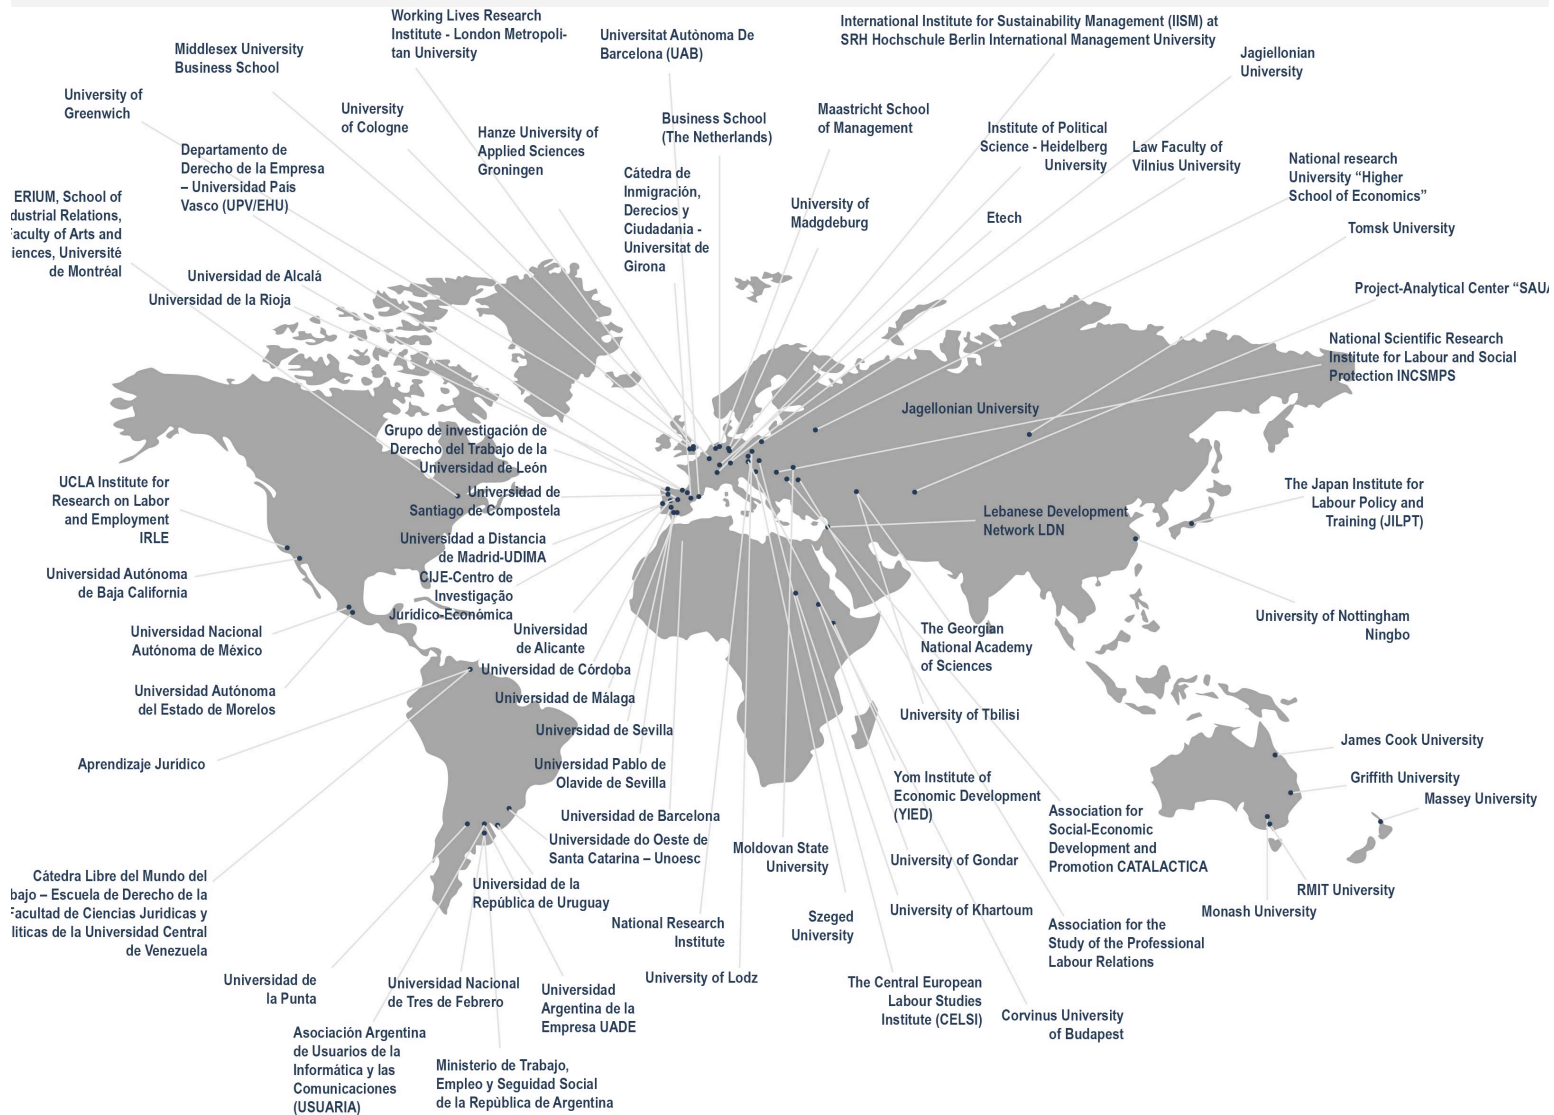 Working Lives Research
Institute - London Metropoli-
tan University
Middlesex University
Business School
Universitat Autònoma De
Barcelona (UAB)
International Institute for Sustainability Management (IISM) at
SRH Hochschule Berlin International Management University
Jagiellonian
University
University of
Greenwich
University
of Cologne
Hanze University of
Applied Sciences
Groningen
Business School
(The Netherlands)
Maastricht School
of Management
Institute of Political
Science - Heidelberg
University
Law Faculty of
Vilnius University
National research
University “Higher
School of Economics”
Departamento de
Derecho de la Empresa
– Universidad País
Vasco (UPV/EHU)
Cátedra de
Inmigración,
Derecios y
Ciudadania -
Universitat de
Girona
University of
Madgdeburg
Etech
Tomsk University
ERIUM, School of
dustrial Relations,
Faculty of Arts and
iences, Université
de Montréal
Universidad de Alcalá
Universidad de la Rioja
Project-Analytical Center “SAUA
National Scientific Research
Institute for Labour and Social
Protection INCSMPS
Jagellonian University
Grupo de investigación de
Derecho del Trabajo de la
Universidad de León
UCLA Institute for
Research on Labor
and Employment
IRLE
Universidad de
Santiago de Compostela
The Japan Institute for
Labour Policy and
Training (JILPT)
Lebanese Development
Network LDN
Universidad a Distancia
de Madrid-UDIMA
CIJE-Centro de
Investigação
Jurídico-Económica
Universidad Autónoma
de Baja California
Universidad Nacional
Autónoma de México
Universidad
de Alicante
The Georgian
National Academy
of Sciences
University of Nottingham
Ningbo
Universidad de Córdoba
Universidad Autónoma
del Estado de Morelos
Universidad de Málaga
University of Tbilisi
Universidad de Sevilla
James Cook University
Aprendizaje Jurídico
Universidad Pablo de
Olavide de Sevilla
Yom Institute of
Economic Development
(YIED)
Griffith University
Massey University
Universidad de Barcelona
Association for
Social-Economic
Development and
Promotion CATALACTICA
Universidade do Oeste de
Santa Catarina – Unoesc
Moldovan State
University
University of Gondar
Cátedra Libre del Mundo del
bajo – Escuela de Derecho de la
Facultad de Ciencias Juridicas y
líticas de la Universidad Central
de Venezuela
Universidad de la
República de Uruguay
RMIT University
Monash University
National Research
Institute
Szeged
University
University of Khartoum
Association for the
Study of the Professional
Labour Relations
Universidad de
la Punta
Universidad Nacional
de Tres de Febrero
Universidad
Argentina de la
Empresa UADE
University of Lodz
The Central European
Labour Studies
Institute (CELSI)
Corvinus University
of Budapest
Asociación Argentina
de Usuarios de la
Informática y las
Comunicaciones
(USUARIA)
Ministerio de Trabajo,
Empleo y Seguidad Social
de la Repùblica de Argentina